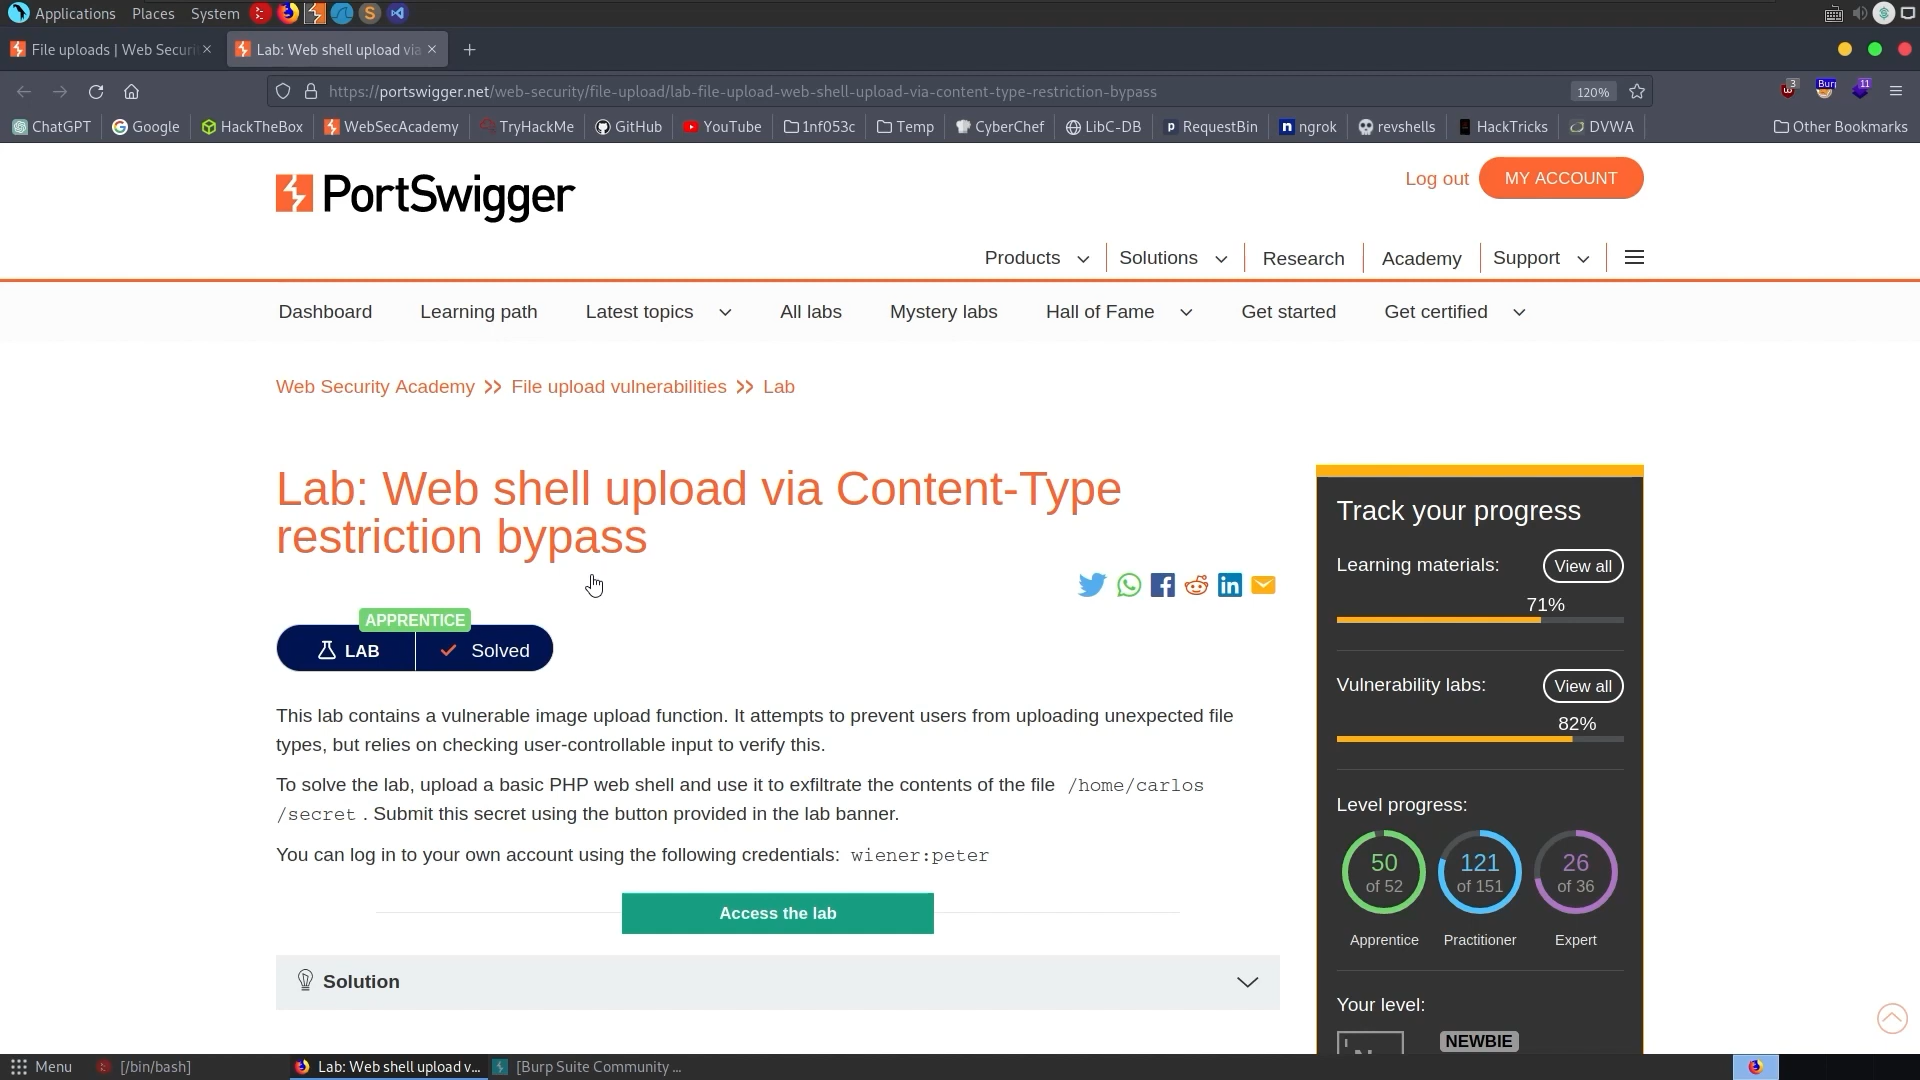 Applications Places System
File uploads | Web Securi
Lab: Web shell upload via
https://portswigger.net/web-security/file-upload/lab-file-upload-web-shell-upload-via-content-type-restriction-bypass
120%
3
Burp
11
ChatGPT Google HackTheBox WebSecAcademy TryHackMe GitHub YouTube 1nf053c Temp CyberChef LibC-DB RequestBin ngrok revshells HackTricks DVWA Other Bookmarks
PortSwigger
Log out MY ACCOUNT
Products Solutions Research Academy Support
Dashboard Learning path Latest topics All labs Mystery labs Hall of Fame Get started Get certified
Web Security Academy File upload vulnerabilities Lab
Lab: Web shell upload via Content-Type
restriction bypass
APPRENTICE
LAB Solved
This lab contains a vulnerable image upload function. It attempts to prevent users from uploading unexpected file
types, but relies on checking user-controllable input to verify this.
To solve the lab, upload a basic PHP web shell and use it to exfiltrate the contents of the file /home/carlos
/secret . Submit this secret using the button provided in the lab banner.
You can log in to your own account using the following credentials: wiener:peter
Access the lab
Solution
Track your progress
Learning materials: View all
71%
Vulnerability labs: View all
82%
Level progress:
50 121 26
of 52 of 151 of 36
Apprentice Practitioner Expert
Your level:
NEWBIE
Menu [/bin/bash] Lab: Web shell upload v... [Burp Suite Community ...